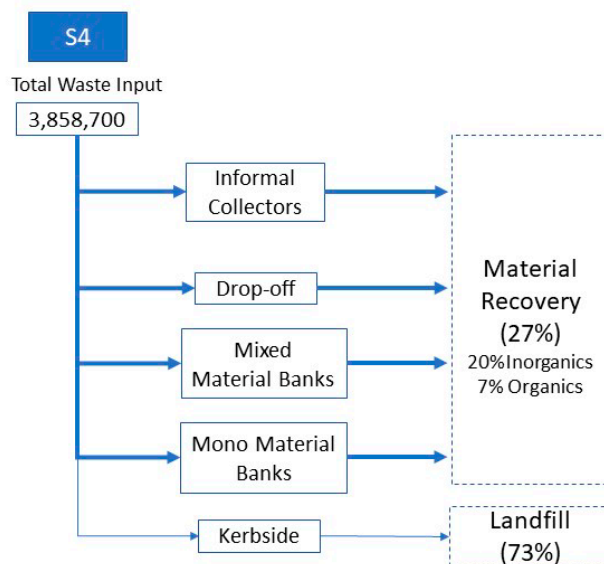 S4
Total Waste Input
3,858,700
Informal
Collectors
Drop-off
Mixed
Material Banks
Mono Material
Banks
Kerbside
Material
Recovery
(27%)
20%Inorganics
7% Organics
Landfill
(73%)